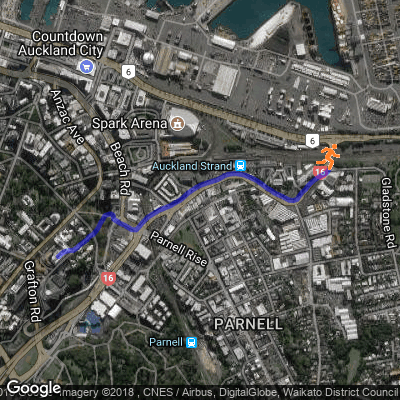 Countdown
Auckland City
6
Anzac Ave
Spark Arena
Beach Rd
6
Auckland Strand
16
Gladstone Rd
Parnell Rise
Grafton Rd
16
PARNELL
Parnell
Google
Imagery ©2018 , CNES / Airbus, DigitalGlobe, Waikato District Council